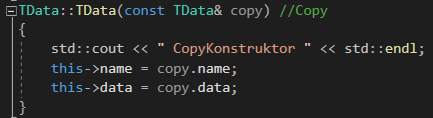 TData::TData(const TData& copy) //Copy
{
std::cout << " CopyKonstruktor " << std::endl;
this->name = copy.name;
this->data = copy.data;
}